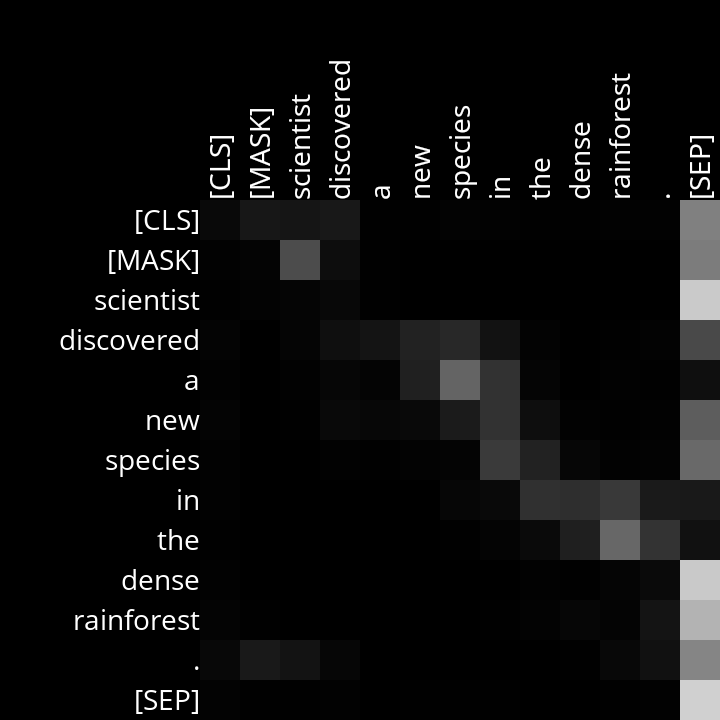 [CLS]
[MASK]
scientist
discovered
a
new
species
in
the
dense
rainforest
.
[SEP]
[CLS]
[MASK]
scientist
discovered
a
new
species
in
the
dense
rainforest
.
[SEP]